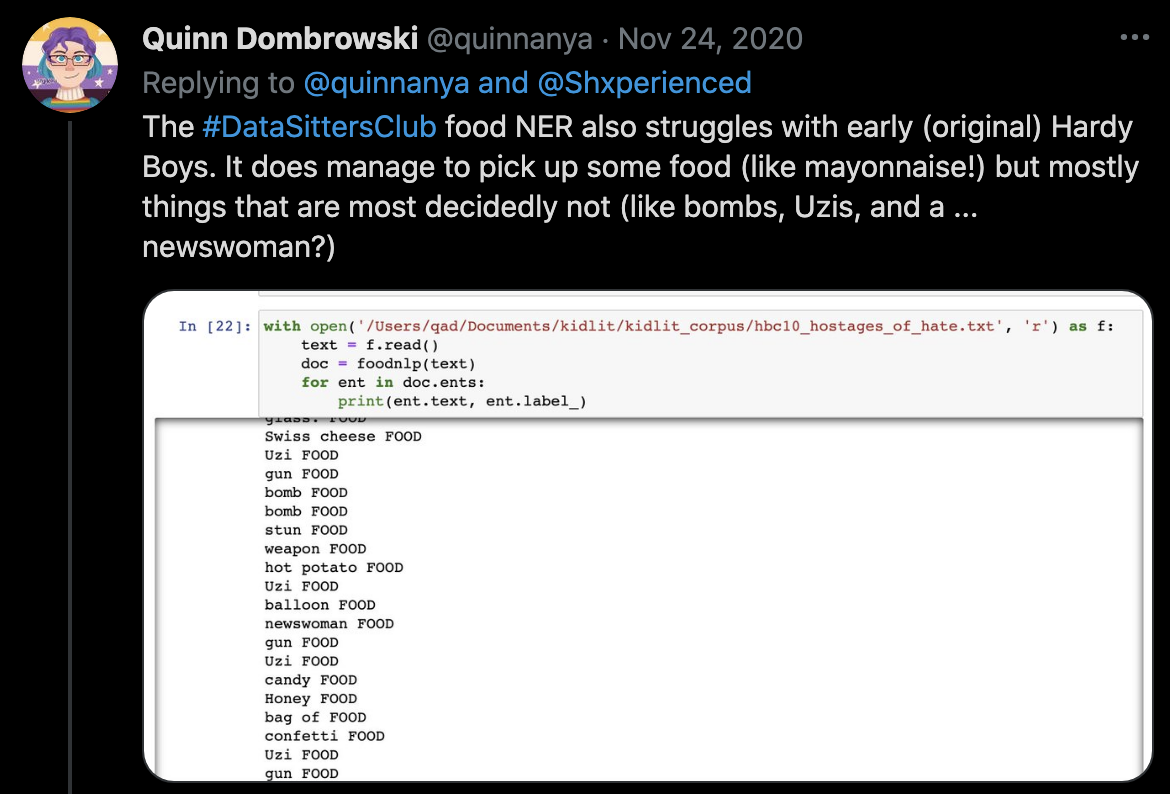 Quinn Dombrowski @quinnanya · Nov 24, 2020
Replying to @quinnanya and @Shxperienced
The #DataSittersClub food NER also struggles with early (original) Hardy
Boys. It does manage to pick up some food (like mayonnaise!) but mostly
things that are most decidedly not (like bombs, Uzis, and a ...
newswoman?)
In [22]: with open('/Users/qad/Documents/kidlit/kidlit_corpus/hbc10_hostages_of_hate.txt', 'r') as f:
text = f.read()
doc = foodnlp(text)
for ent in doc.ents:
print(ent.text, ent.label_)
glass. FOOD
Swiss cheese FOOD
Uzi FOOD
gun FOOD
bomb FOOD
bomb FOOD
stun FOOD
weapon FOOD
hot potato FOOD
Uzi FOOD
balloon FOOD
newswoman FOOD
gun FOOD
Uzi FOOD
candy FOOD
Honey FOOD
bag of FOOD
confetti FOOD
Uzi FOOD
gun FOOD